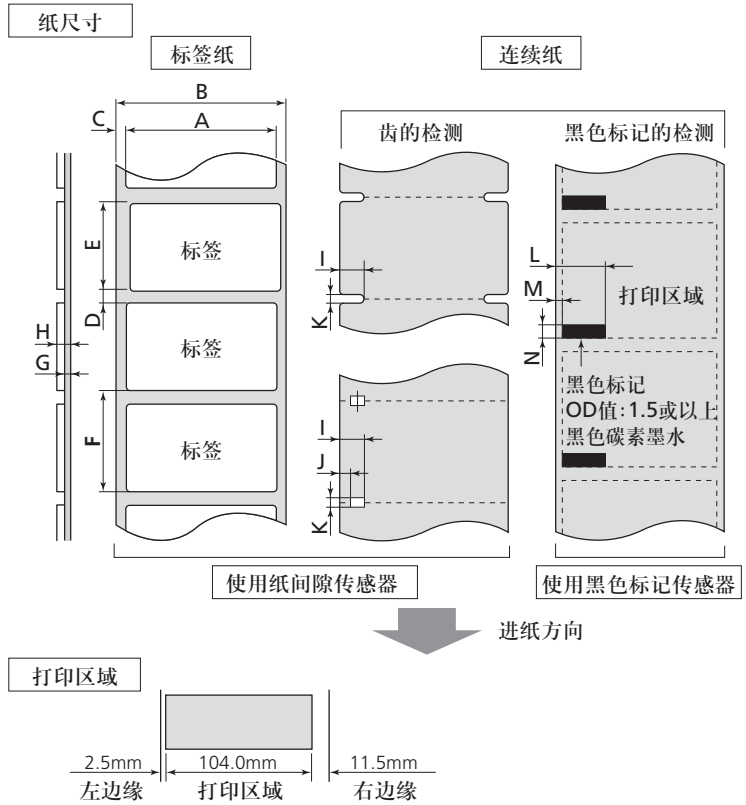 纸尺寸
标签纸
连续纸
B
C
A
齿的检测
黑色标记的检测
E
标签
I
L
M
打印区域
D
K
H
标签
N
G
黑色标记
OD值:1.5或以上
黑色碳素墨水
F
标签
I
J
K
使用纸间隙传感器
使用黑色标记传感器
进纸方向
打印区域
2.5mm
104.0mm
11.5mm
左边缘
打印区域
右边缘